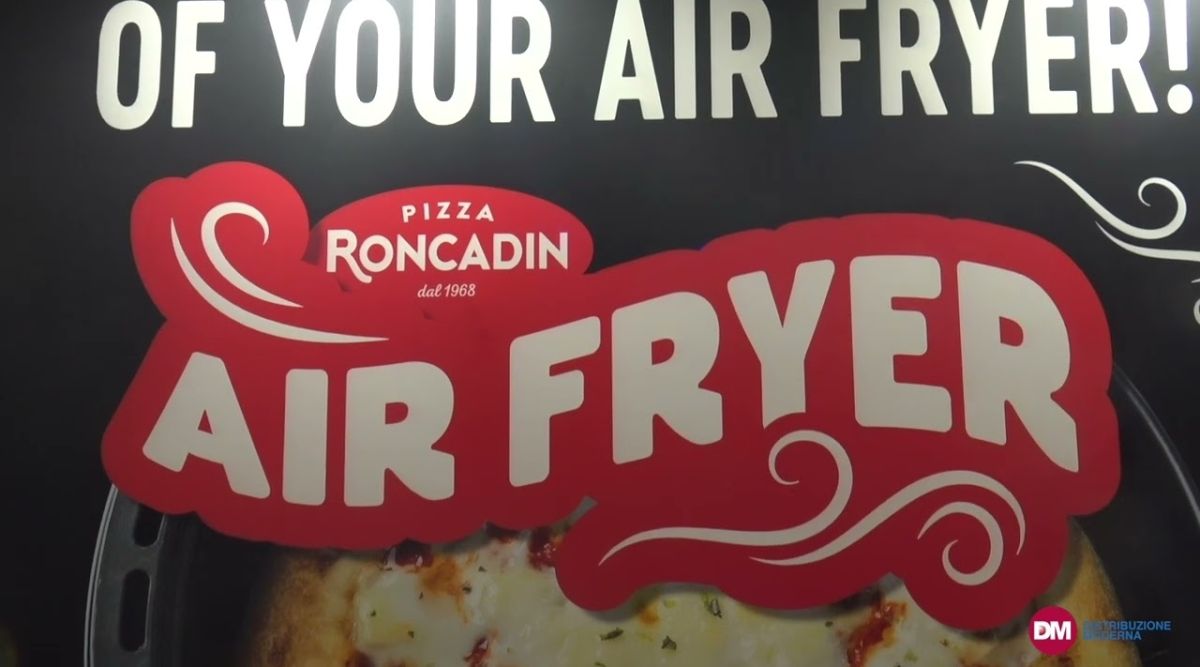 OF YOUR AIR FRYER!
PIZZA
RONCADIN
dal 1968
AIR FRYER
DM DISTRIBUZIONE
MODERNA